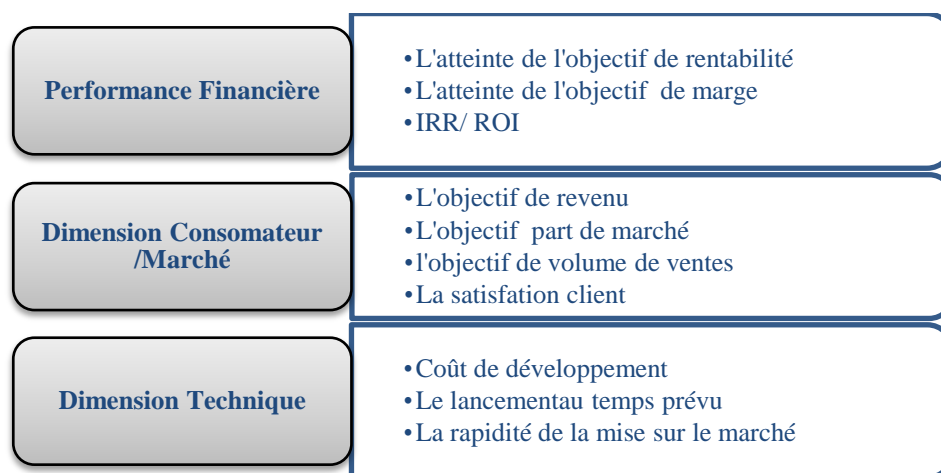 Performance Financière
•L'atteinte de l'objectif de rentabilité
•L'atteinte de l'objectif de marge
•IRR/ ROI
Dimension Consomateur
/Marché
•L'objectif de revenu
•L'objectif part de marché
•l'objectif de volume de ventes
•La satisfation client
Dimension Technique
•Coût de développement
•Le lancementau temps prévu
•La rapidité de la mise sur le marché